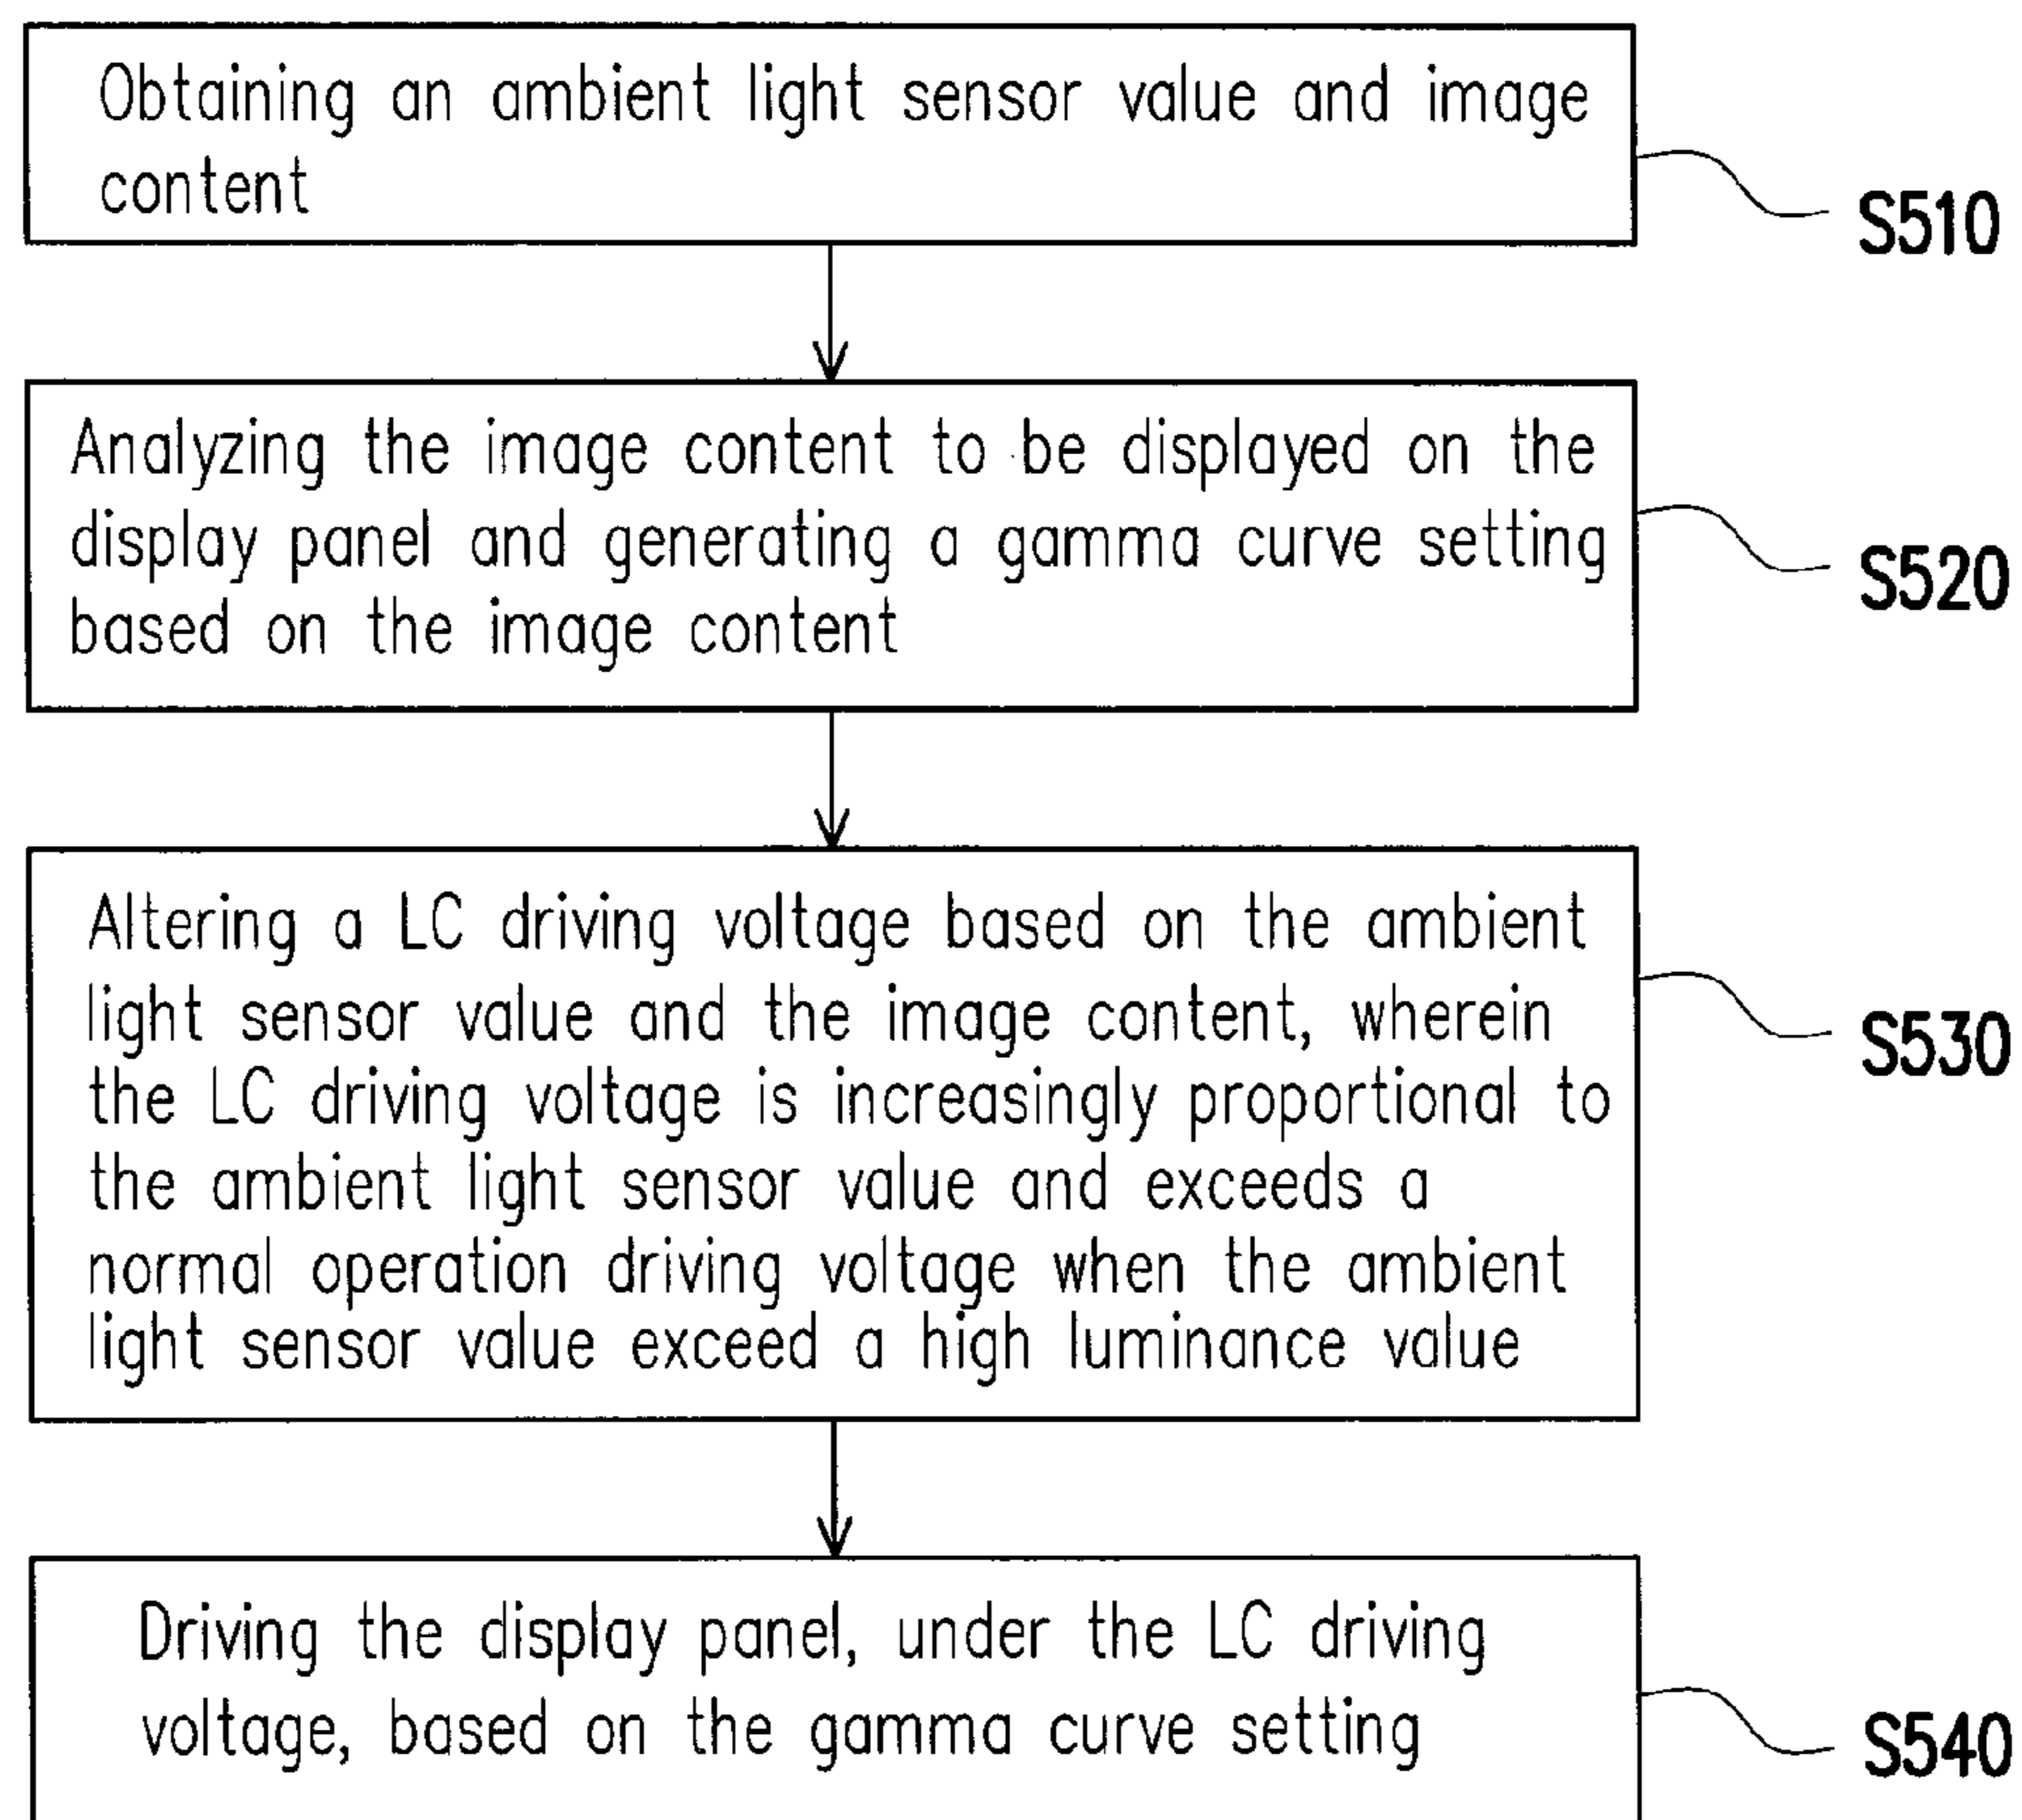 Obtaining an ambient light sensor value and image
content
S510
Analyzing the image content to be displayed on the
display panel and generating a gamma curve setting
based on the image content
S520
Altering a LC driving voltage based on the ambient
light sensor value and the image content, wherein
the LC driving voltage is increasingly proportional to
the ambient light sensor value and exceeds a
normal operation driving voltage when the ambient
light sensor value exceed a high luminance value
S530
Driving the display panel, under the LC driving
voltage, based on the gamma curve setting
S540